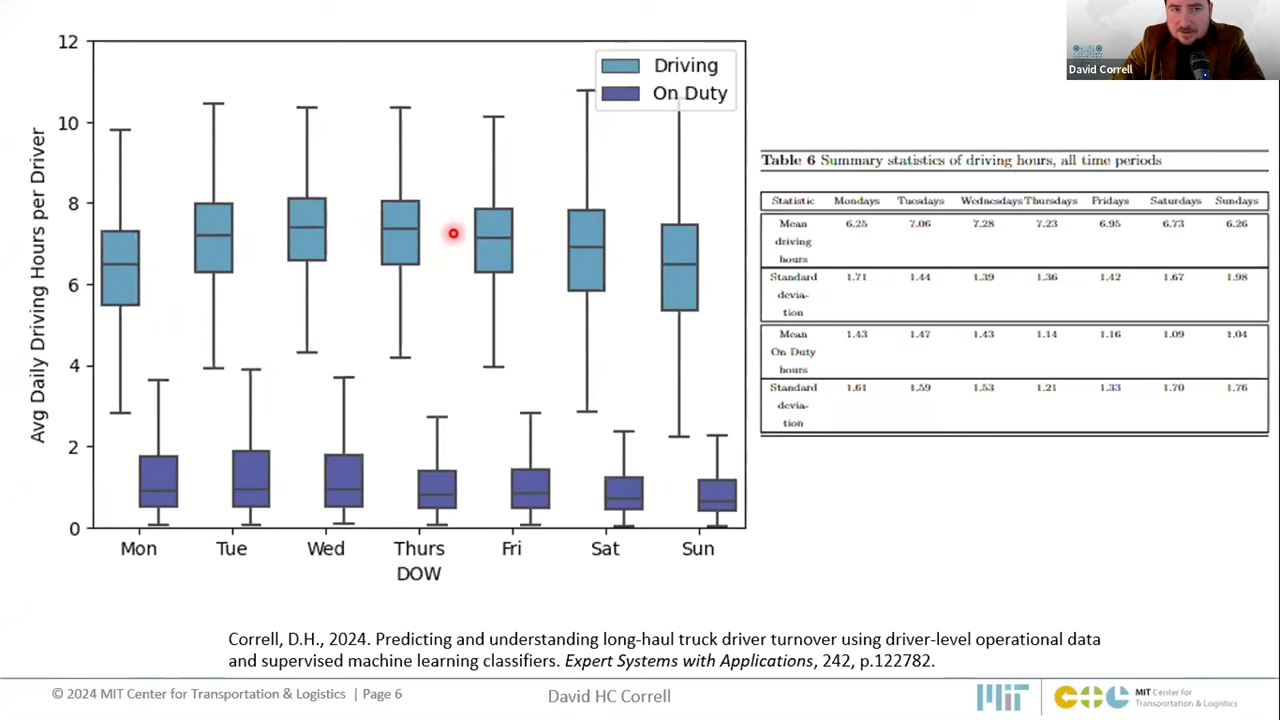 David Correll
12
10
8
6
4
2
0
Avg Daily Driving Hours per Driver
Driving
On Duty
Mon Tue Wed Thurs Fri Sat Sun
DOW
Table 6 Summary statistics of driving hours, all time periods
Statistic Mondays Tuesdays Wednesdays Thursdays Fridays Saturdays Sundays
Mean 6.25 7.06 7.28 7.23 6.95 6.73 6.26
driving
hours
Standard 1.71 1.44 1.39 1.36 1.42 1.67 1.98
devia-
tion
Mean 1.43 1.47 1.43 1.14 1.16 1.09 1.04
On Duty
hours
Standard 1.61 1.59 1.53 1.21 1.33 1.70 1.76
devia-
tion
Correll, D.H., 2024. Predicting and understanding long-haul truck driver turnover using driver-level operational data
and supervised machine learning classifiers. Expert Systems with Applications, 242, p.122782.
© 2024 MIT Center for Transportation & Logistics | Page 6
David HC Correll
MIT
CTL
MIT Center for
Transportation & Logistics